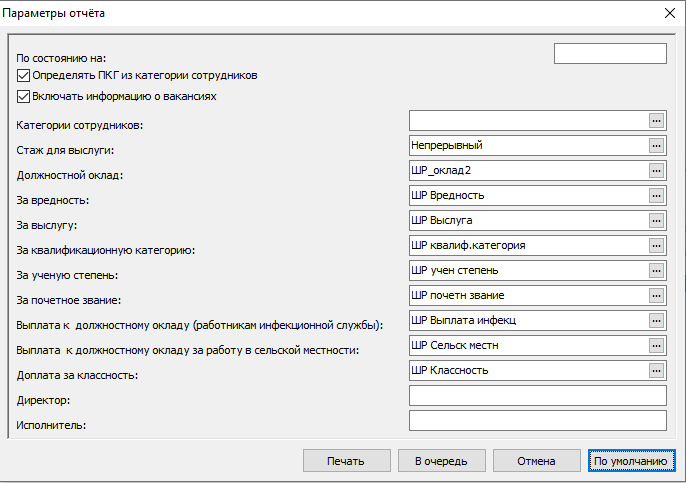 Параметры отчёта
По состоянию на:
Определять ПКГ из категории сотрудников
Включать информацию о вакансиях
Категории сотрудников: ...
Стаж для выслуги: Непрерывный ...
Должностной оклад: ШР_оклад2 ...
За вредность: ШР Вредность ...
За выслугу: ШР Выслуга ...
За квалификационную категорию: ШР квалиф.категория ...
За ученую степень: ШР учен степень ...
За почетное звание: ШР почетн звание ...
Выплата к должностному окладу (работникам инфекционной службы): ШР Выплата инфекц ...
Выплата к должностному окладу за работу в сельской местности: ШР Сельск местн ...
Доплата за классность: ШР Классность ...
Директор:
Исполнитель:
Печать В очередь Отмена По умолчанию